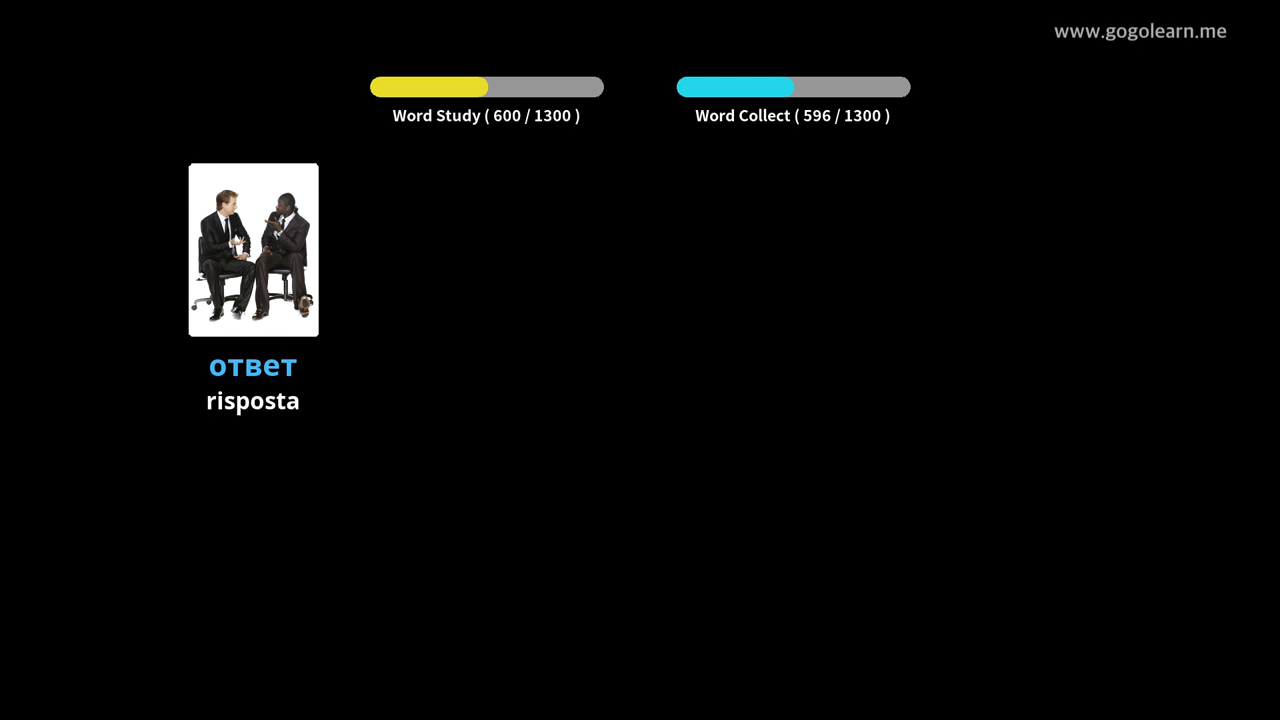 www.gogolearn.me
Word Study ( 600 / 1300 )
Word Collect ( 596 / 1300 )
ответ
risposta